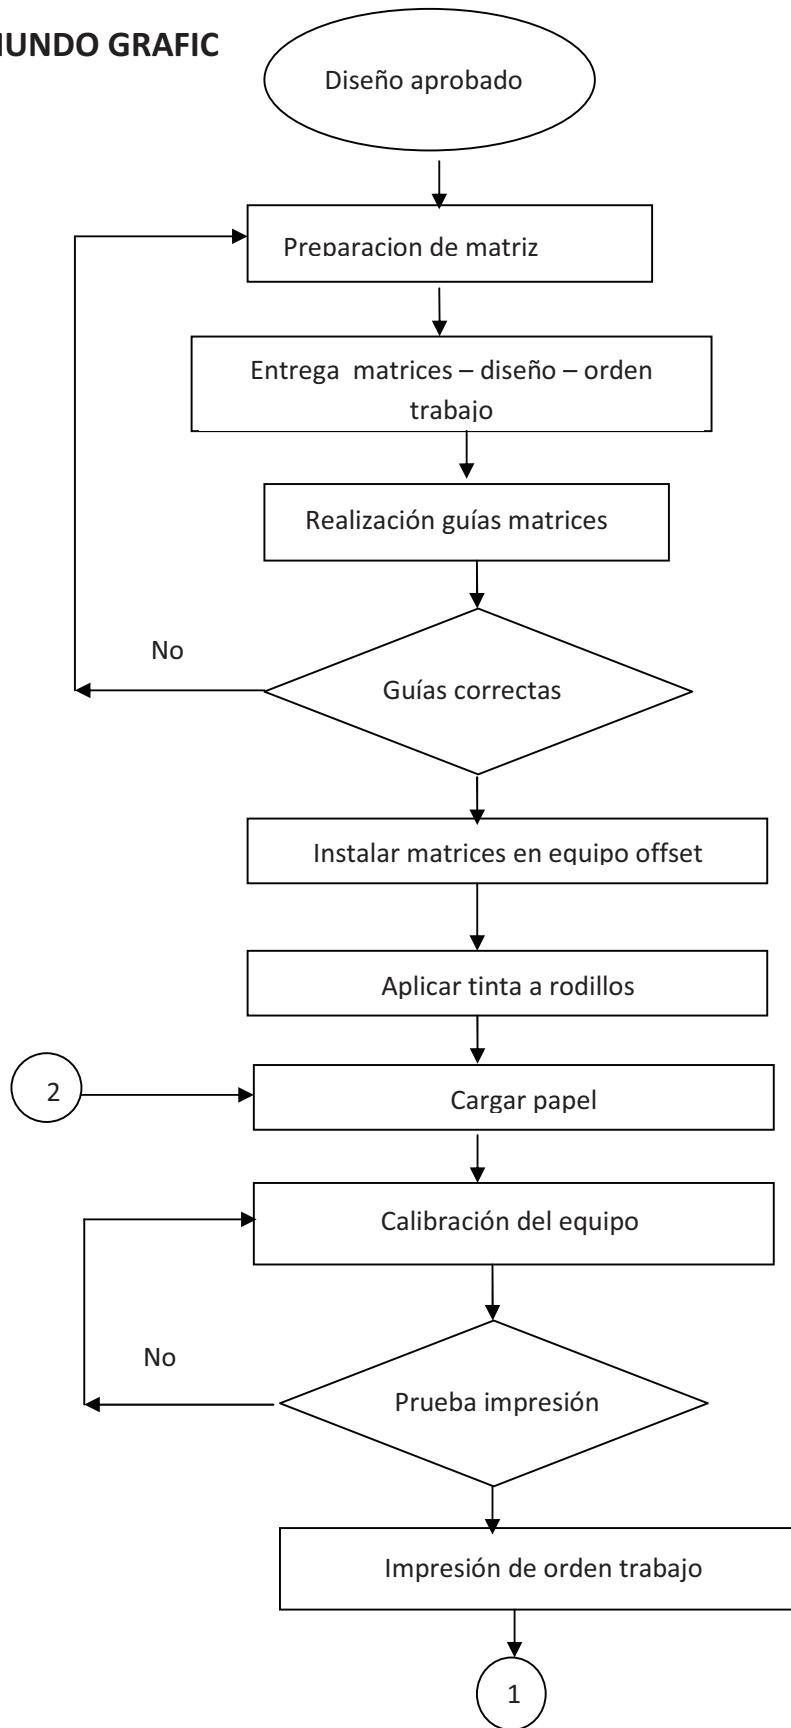 MUNDO GRAFIC
Diseño aprobado
Preparacion de matriz
Entrega matrices – diseño – orden
trabajo
Realización guías matrices
No
Guías correctas
Instalar matrices en equipo offset
Aplicar tinta a rodillos
2
Cargar papel
Calibración del equipo
No
Prueba impresión
Impresión de orden trabajo
1